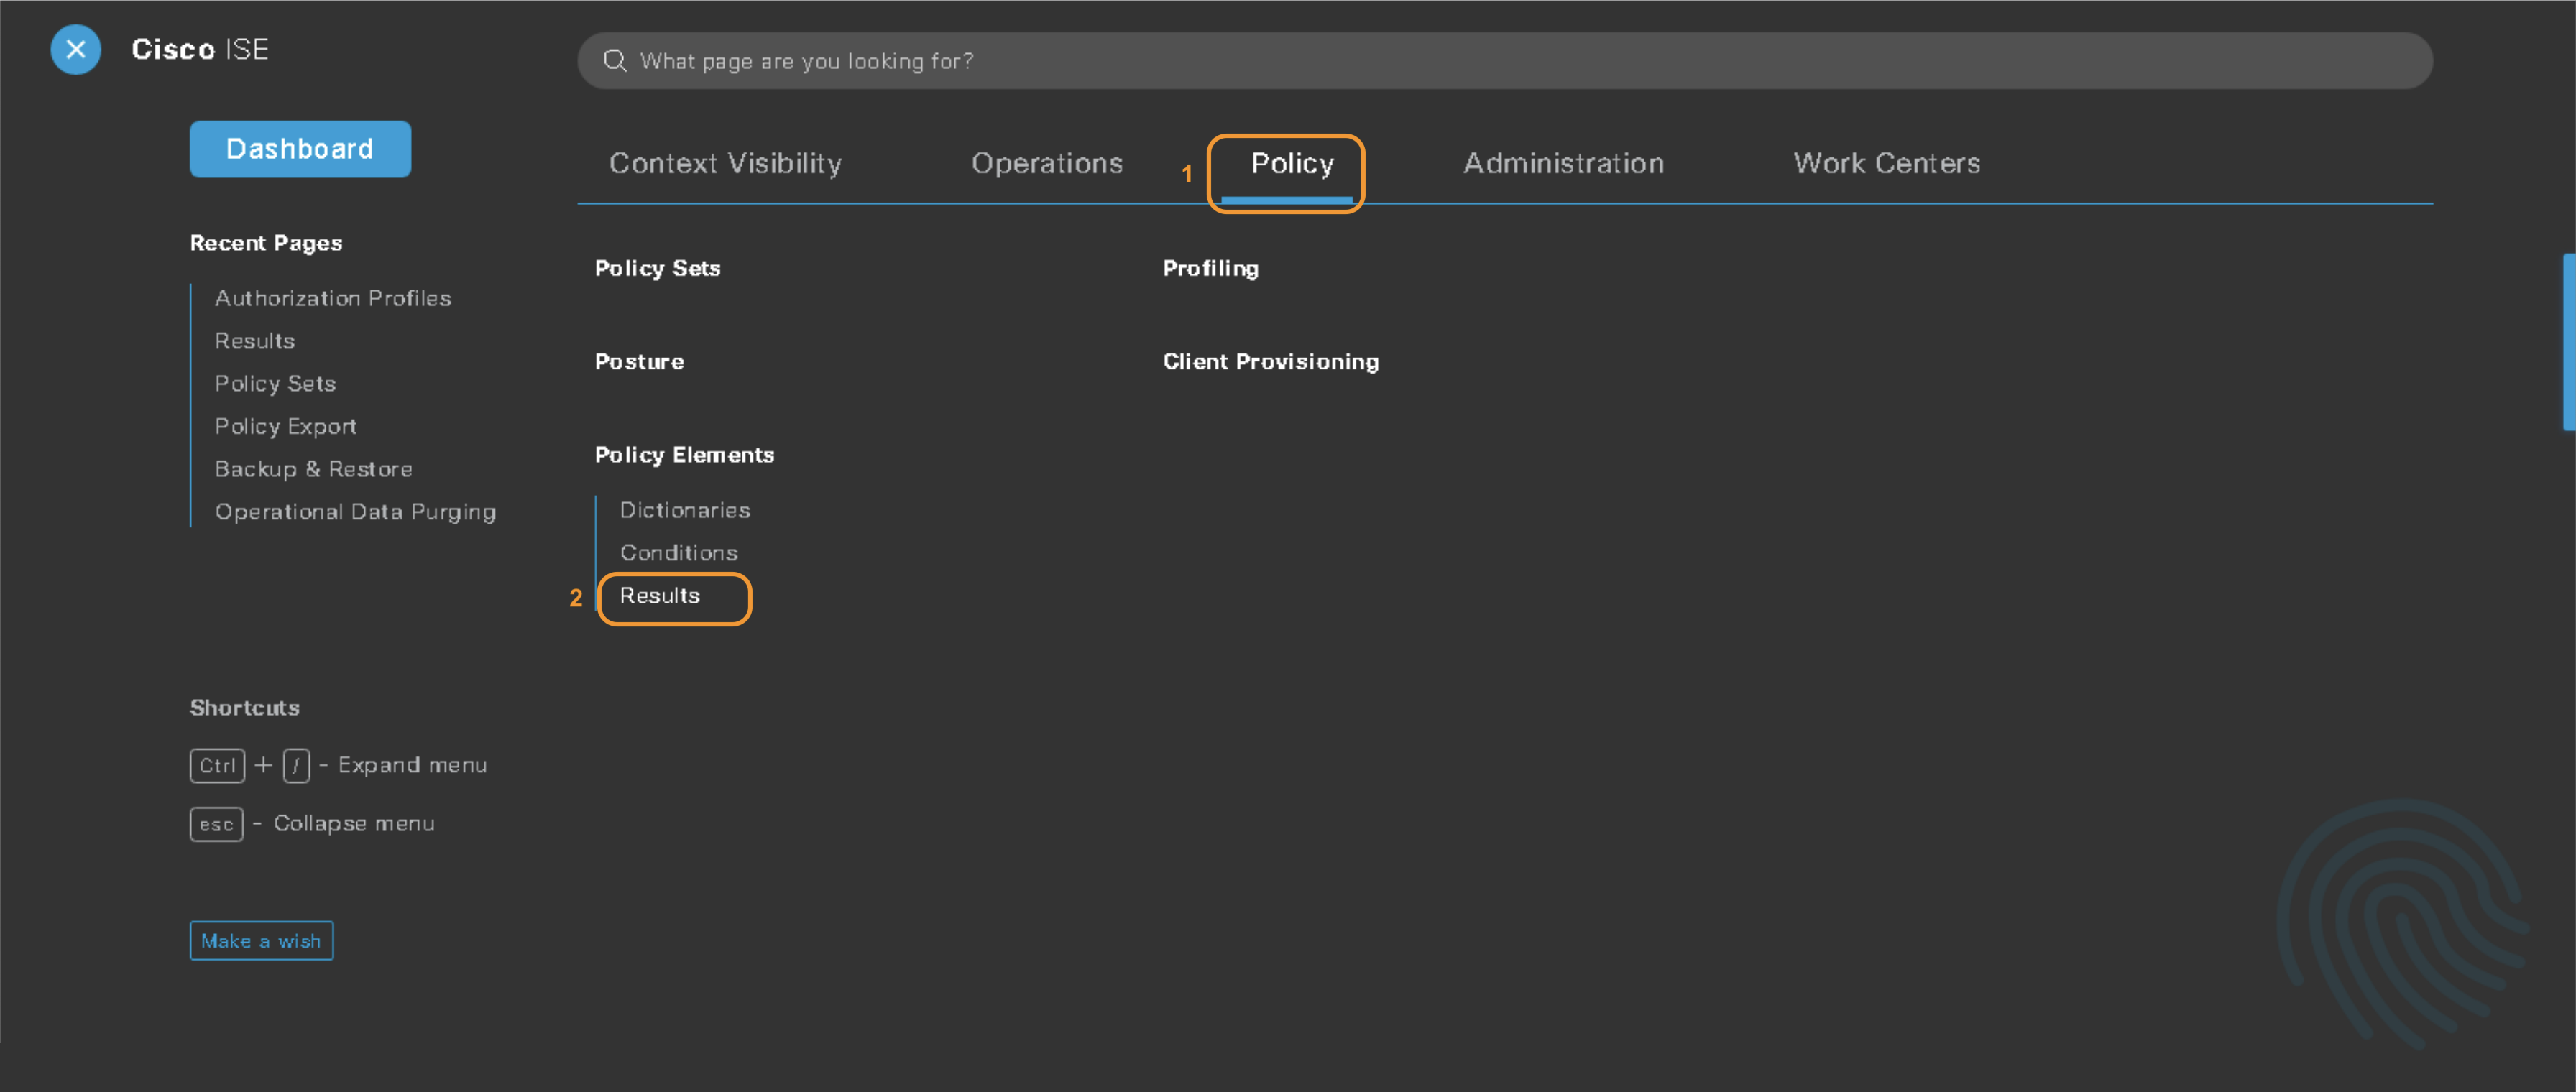 Cisco ISE
What page are you looking for?
Dashboard
Context Visibility
Operations
1
Policy
Administration
Work Centers
Recent Pages
Authorization Profiles
Results
Policy Sets
Policy Export
Backup & Restore
Operational Data Purging
Policy Sets
Profiling
Posture
Client Provisioning
Policy Elements
Dictionaries
Conditions
2
Results
Shortcuts
Ctrl + / - Expand menu
esc - Collapse menu
Make a wish